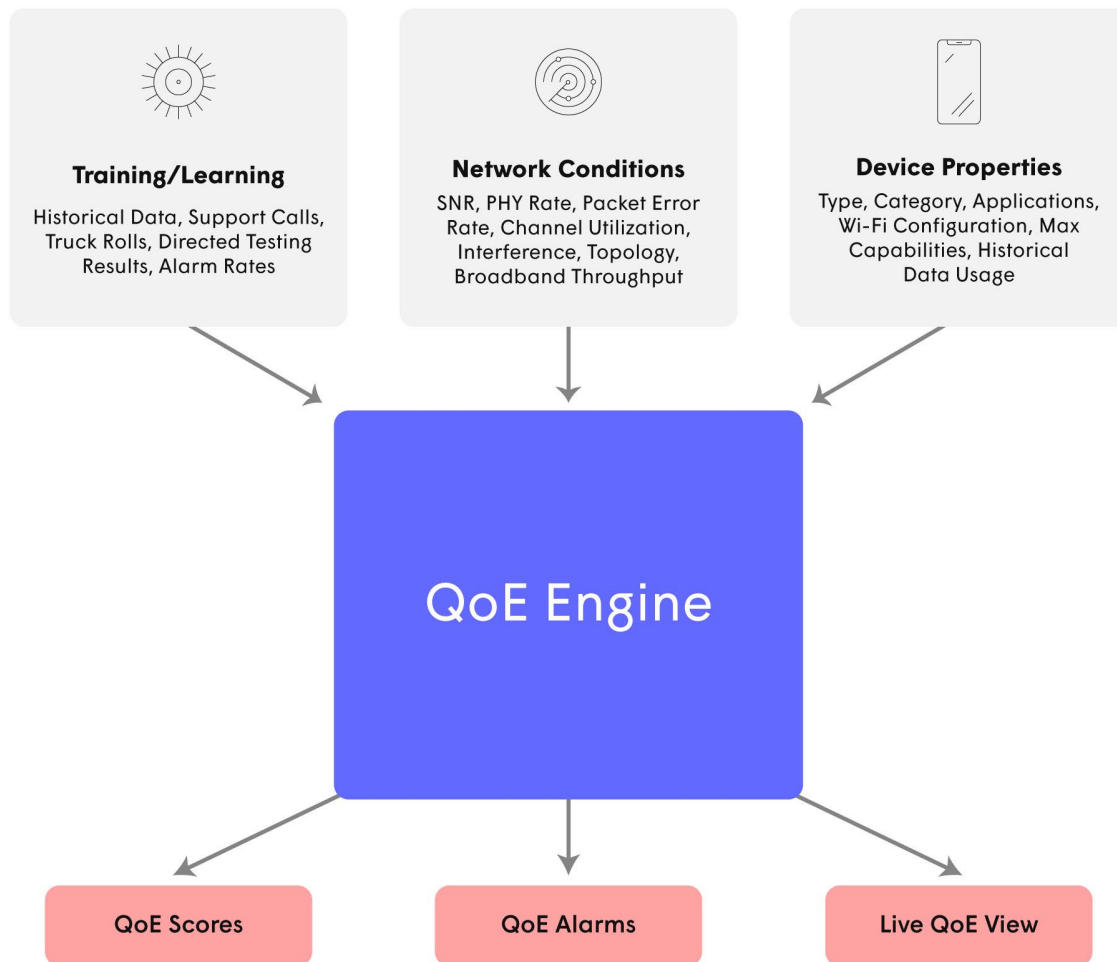 Training/Learning
Historical Data, Support Calls,
Truck Rolls, Directed Testing
Results, Alarm Rates
Network Conditions
SNR, PHY Rate, Packet Error
Rate, Channel Utilization,
Interference, Topology,
Broadband Throughput
Device Properties
Type, Category, Applications,
Wi-Fi Configuration, Max
Capabilities, Historical
Data Usage
QoE Engine
QoE Scores
QoE Alarms
Live QoE View